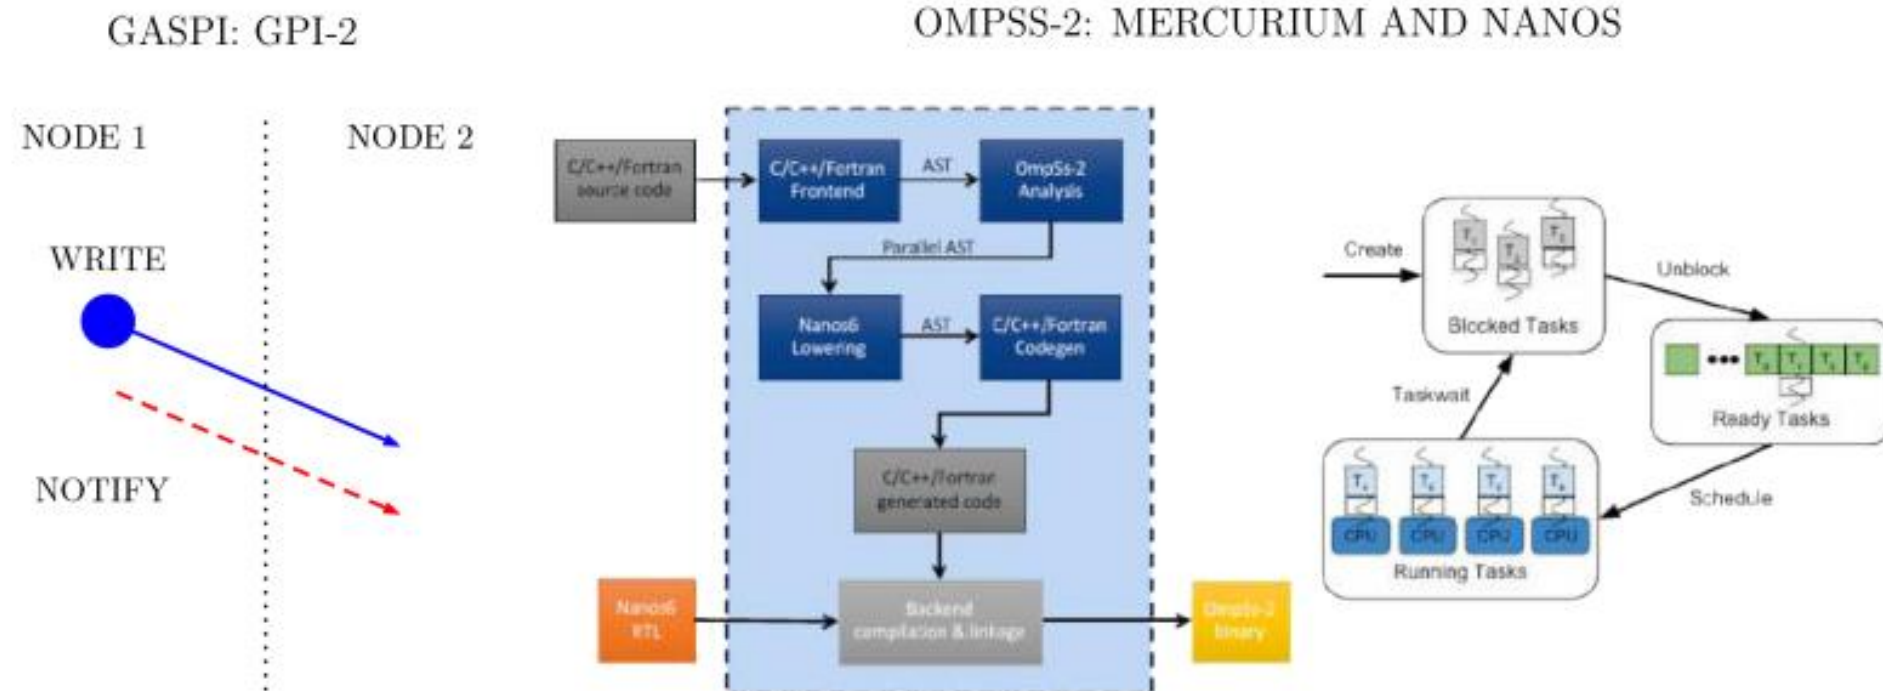 GASPI: GPI-2
OMPSS-2: MERCURIUM AND NANOS
NODE 1
NODE 2
WRITE
NOTIFY
C/C++/Fortran
source code
C/C++/Fortran
Frontend
AST
OmpSs-2
Analysis
Parallel AST
Nanos6
Lowering
AST
C/C++/Fortran
Codegen
C/C++/Fortran
generated code
Nanos6
RTL
Backend
compilation & linkage
OmpSs-2
binary
Create
Blocked Tasks
Unblock
Ready Tasks
Taskwait
Schedule
CPU
CPU
CPU
CPU
Running Tasks